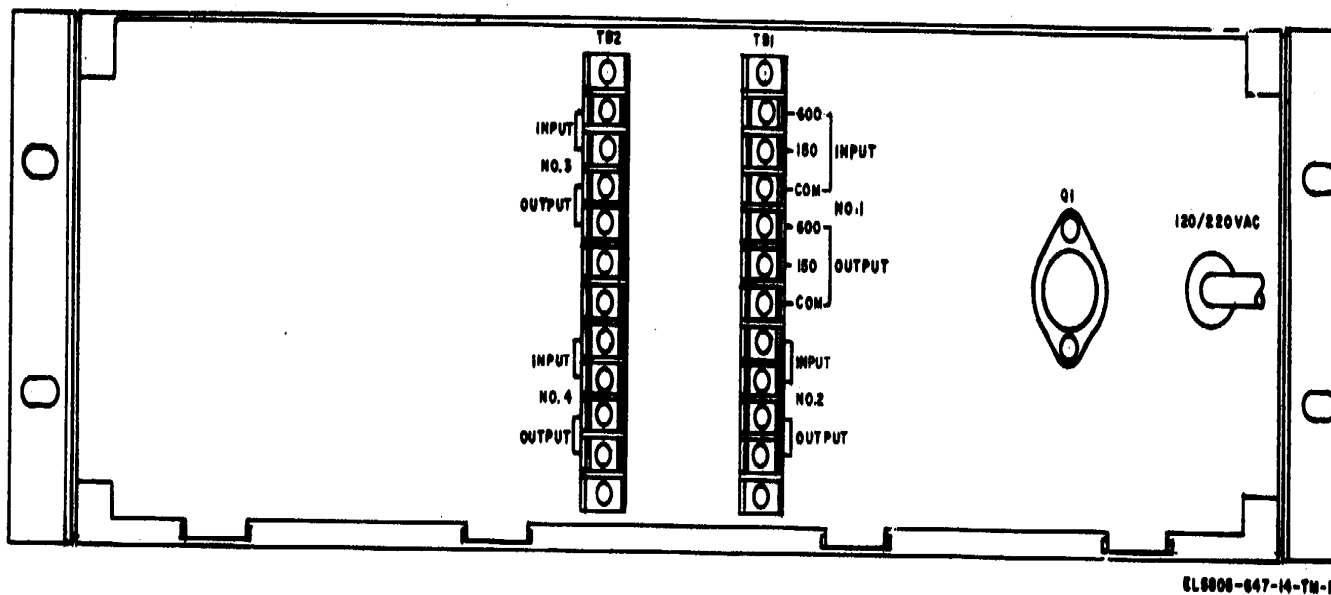 TB2
TB1
INPUT
NO.3
OUTPUT
INPUT
NO.4
OUTPUT
600
150
COM
INPUT
NO.1
600
150
COM
OUTPUT
INPUT
NO.2
OUTPUT
Q1
120/220VAC